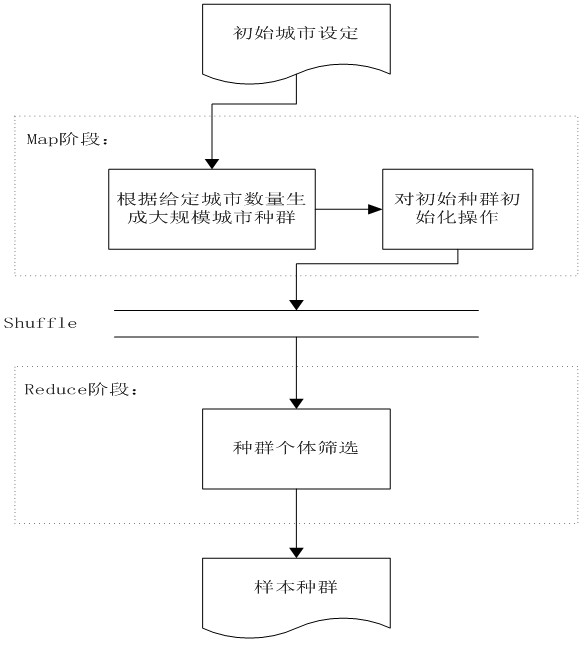 初始城市设定
Map阶段：
根据给定城市数量生
成大规模城市种群
对初始种群初
始化操作
Shuffle
Reduce阶段：
种群个体筛选
样本种群